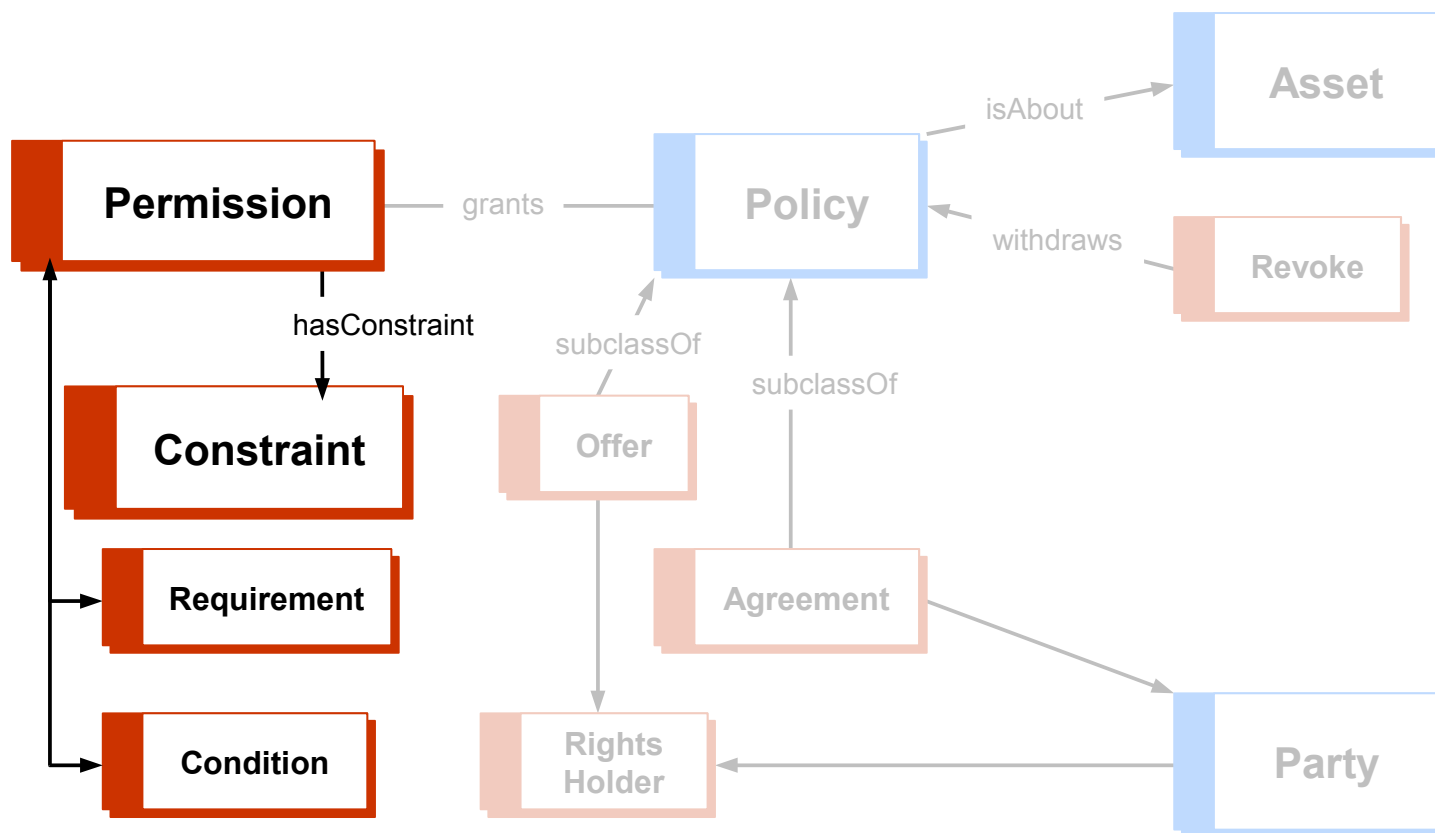 Asset
isAbout
Permission
grants
Policy
withdraws
Revoke
hasConstraint
subclassOf
subclassOf
Constraint
Offer
Requirement
Agreement
Rights
Holder
Condition
Party